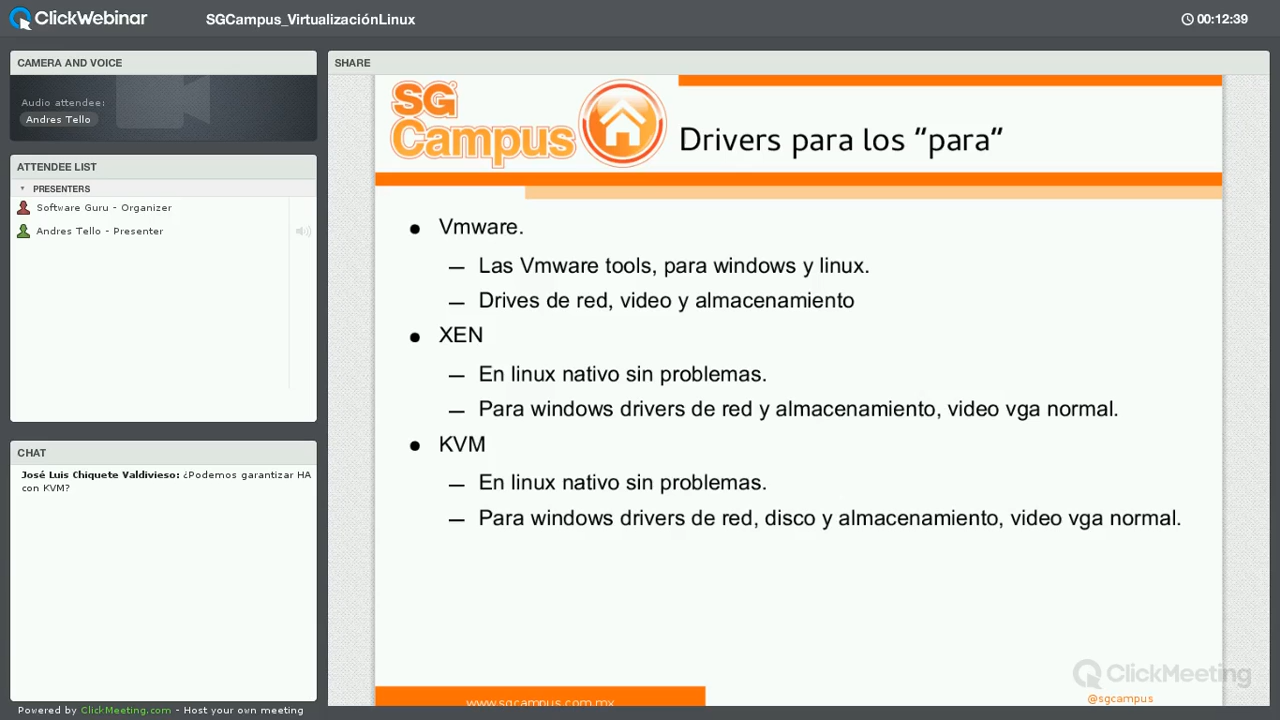 ClickWebinar
SGCampus_VirtualizaciónLinux
00:12:39
CAMERA AND VOICE
Audio attendee:
Andres Tello
ATTENDEE LIST
PRESENTERS
Software Guru - Organizer
Andres Tello - Presenter
CHAT
José Luis Chiquete Valdivieso: ¿Podemos garantizar HA
con KVM?
Powered by ClickMeeting.com - Host your own meeting
SHARE
SG
Campus
Drivers para los “para”
Vmware.
Las Vmware tools, para windows y linux.
Drives de red, video y almacenamiento
XEN
En linux nativo sin problemas.
Para windows drivers de red y almacenamiento, video vga normal.
KVM
En linux nativo sin problemas.
Para windows drivers de red, disco y almacenamiento, video vga normal.
ClickMeeting
www.sgcampus.com.mx
@sgcampus